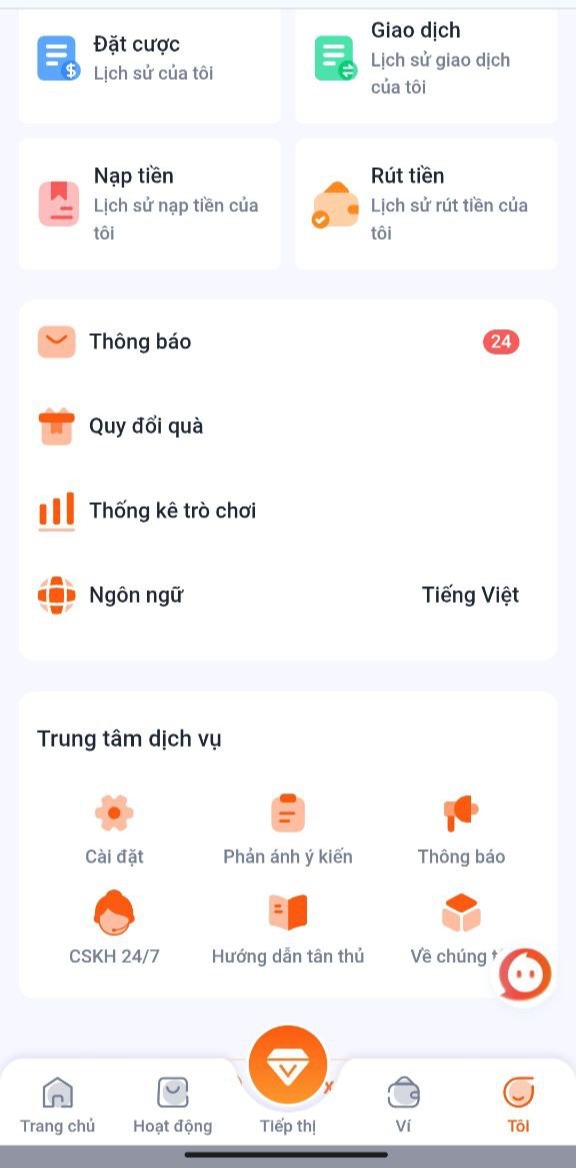 Đặt cược
Lịch sử của tôi
Giao dịch
Lịch sử giao dịch
của tôi
Nạp tiền
Lịch sử nạp tiền của
tôi
Rút tiền
Lịch sử rút tiền của
tôi
Thông báo
24
Quy đổi quà
Thống kê trò chơi
Ngôn ngữ
Tiếng Việt
Trung tâm dịch vụ
Cài đặt
Phản ánh ý kiến
Thông báo
CSKH 24/7
Hướng dẫn tân thủ
Về chúng
Trang chủ
Hoạt động
Tiếp thị
Ví
Tôi